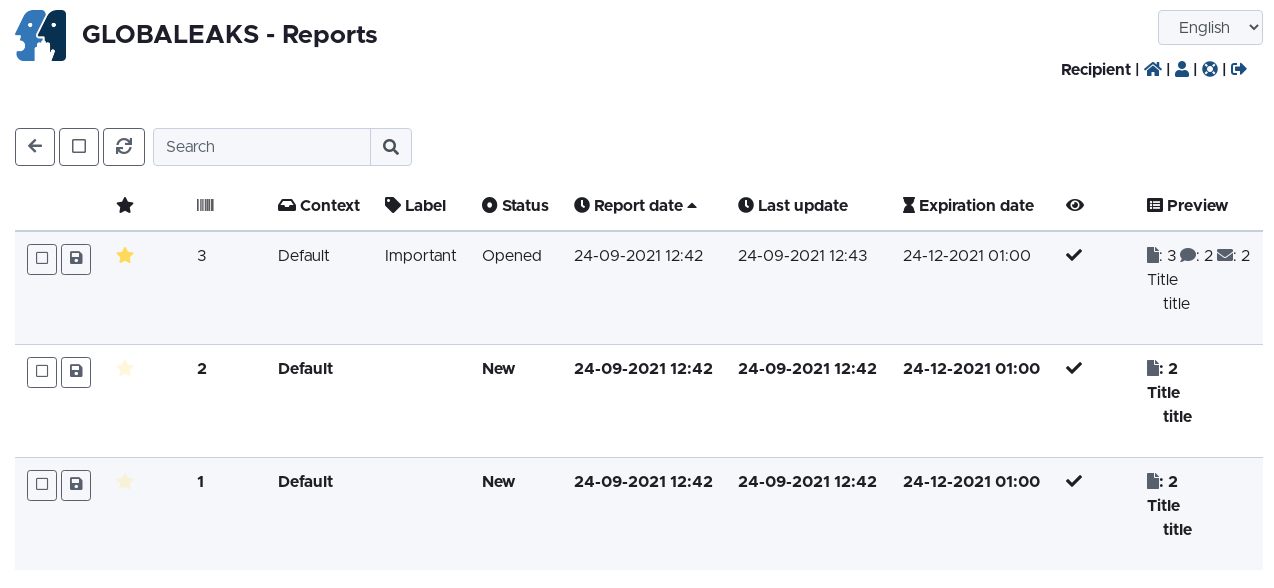 GLOBALEAKS - Reports
English
Recipient | | | |
Search
Context Label Status Report date Last update Expiration date Preview
3 Default Important Opened 24-09-2021 12:42 24-09-2021 12:43 24-12-2021 01:00 : 3 : 2 : 2
Title
title
2 Default New 24-09-2021 12:42 24-09-2021 12:42 24-12-2021 01:00 : 2
Title
title
1 Default New 24-09-2021 12:42 24-09-2021 12:42 24-12-2021 01:00 : 2
Title
title